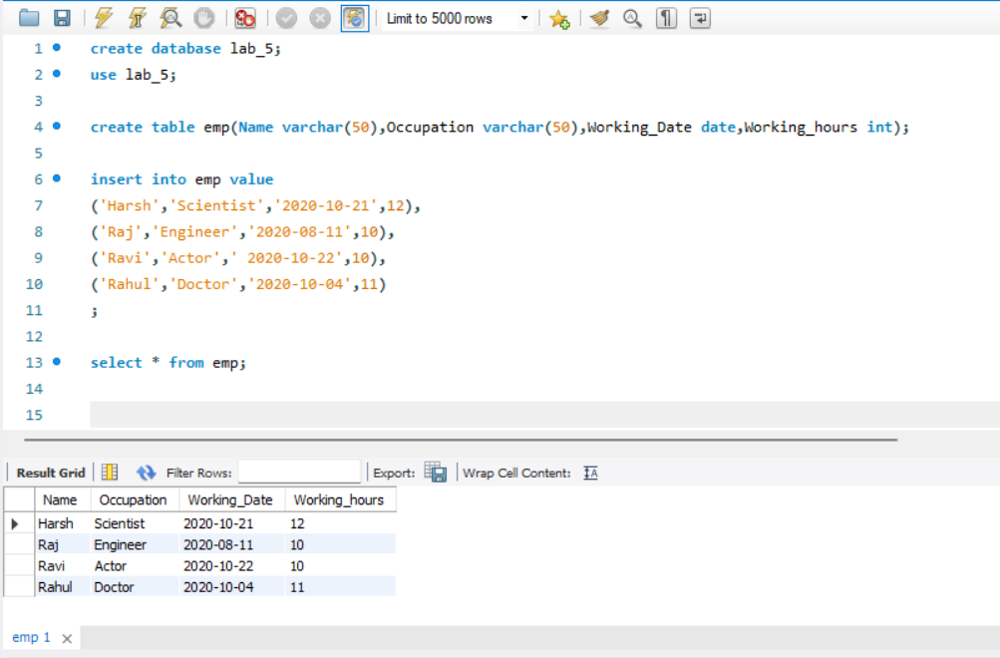 Limit to 5000 rows
1 create database lab_5;
2 use lab_5;
3
4 create table emp(Name varchar(50),Occupation varchar(50),Working_Date date,Working_hours int);
5
6 insert into emp value
7 ('Harsh','Scientist','2020-10-21',12),
8 ('Raj','Engineer','2020-08-11',10),
9 ('Ravi','Actor',' 2020-10-22',10),
10 ('Rahul','Doctor','2020-10-04',11)
11 ;
12
13 select * from emp;
14
15
Result Grid Filter Rows: Export: Wrap Cell Content: IA
Name Occupation Working_Date Working_hours
Harsh Scientist 2020-10-21 12
Raj Engineer 2020-08-11 10
Ravi Actor 2020-10-22 10
Rahul Doctor 2020-10-04 11
emp 1